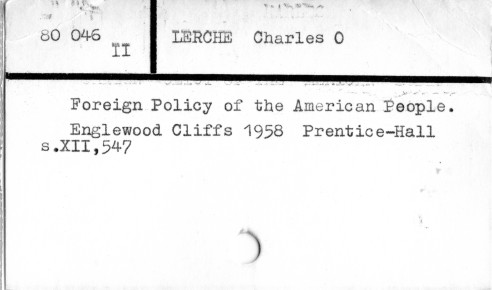 80 046
II
LERCHE Charles O
Foreign Policy of the American People.
Englewood Cliffs 1958 Prentice-Hall
s.XII,547